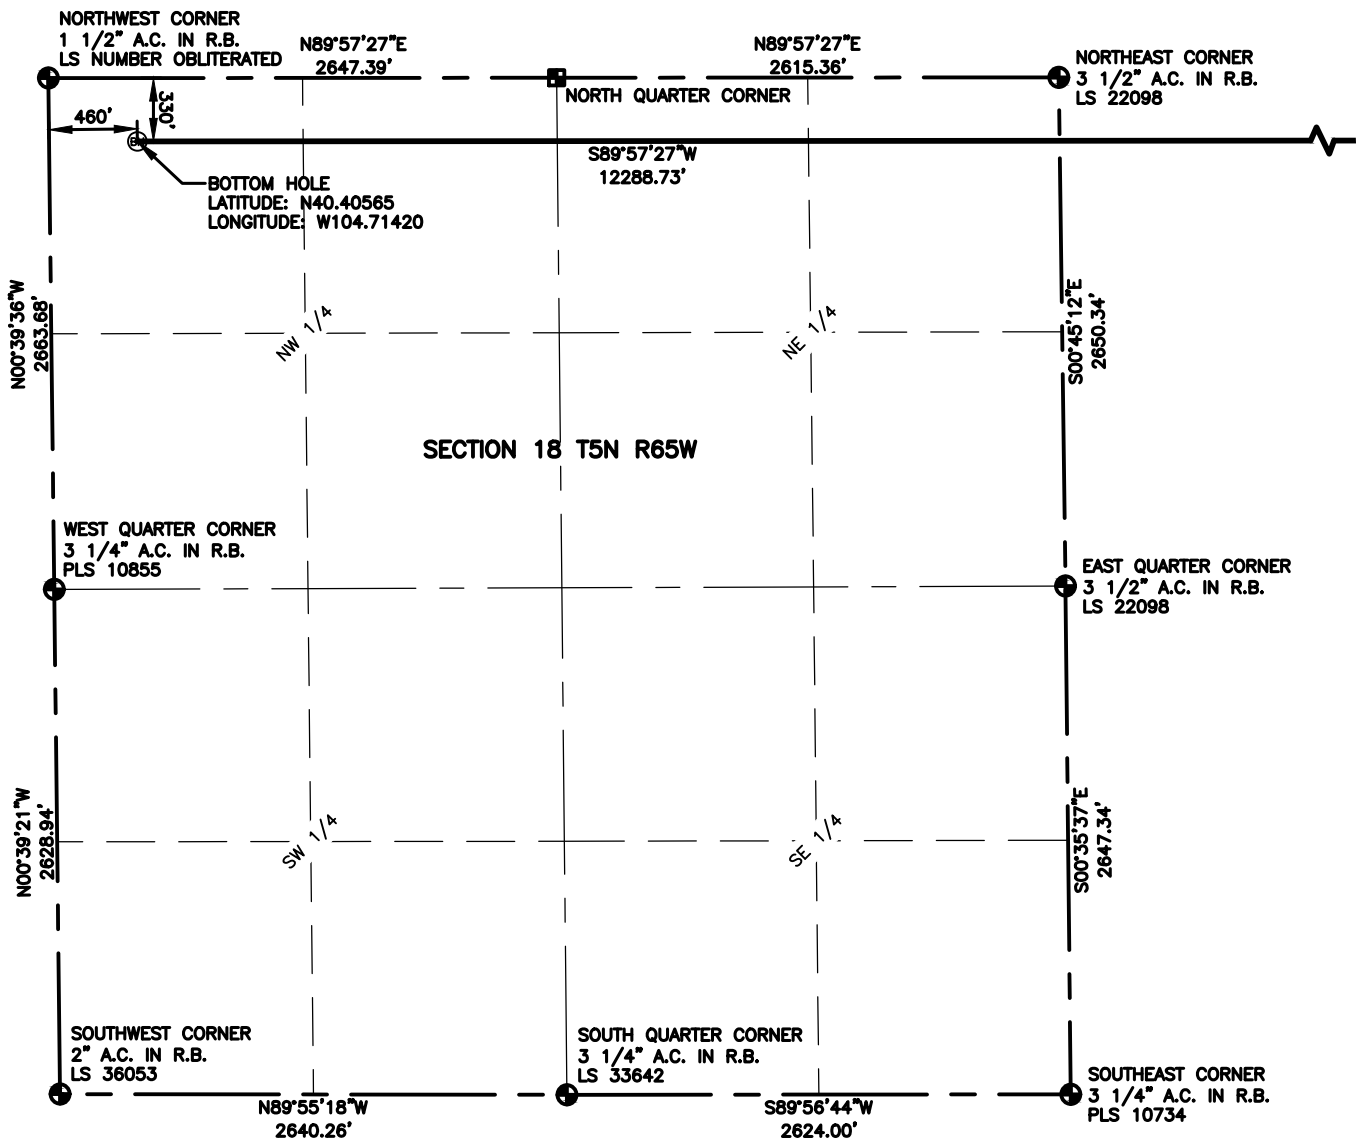 NORTHWEST CORNER
1 1/2" A.C. IN R.B.
LS NUMBER OBLITERATED
N89°57'27"E
2647.39'
N89°57'27"E
2615.36'
NORTHEAST CORNER
3 1/2" A.C. IN R.B.
LS 22098
NORTH QUARTER CORNER
460'
330'
S89°57'27"W
12288.73'
BOTTOM HOLE
LATITUDE: N40.40565
LONGITUDE: W104.71420
N00°39'36"W
2663.68'
NW 1/4
NE 1/4
S00°45'12"E
2650.34'
SECTION 18 T5N R65W
WEST QUARTER CORNER
3 1/4" A.C. IN R.B.
PLS 10855
EAST QUARTER CORNER
3 1/2" A.C. IN R.B.
LS 22098
N00°39'21"W
2628.94'
SW 1/4
SE 1/4
S00°35'37"E
2647.34'
SOUTHWEST CORNER
2" A.C. IN R.B.
LS 36053
SOUTH QUARTER CORNER
3 1/4" A.C. IN R.B.
LS 33642
SOUTHEAST CORNER
3 1/4" A.C. IN R.B.
PLS 10734
N89°55'18"W
2640.26'
S89°56'44"W
2624.00'